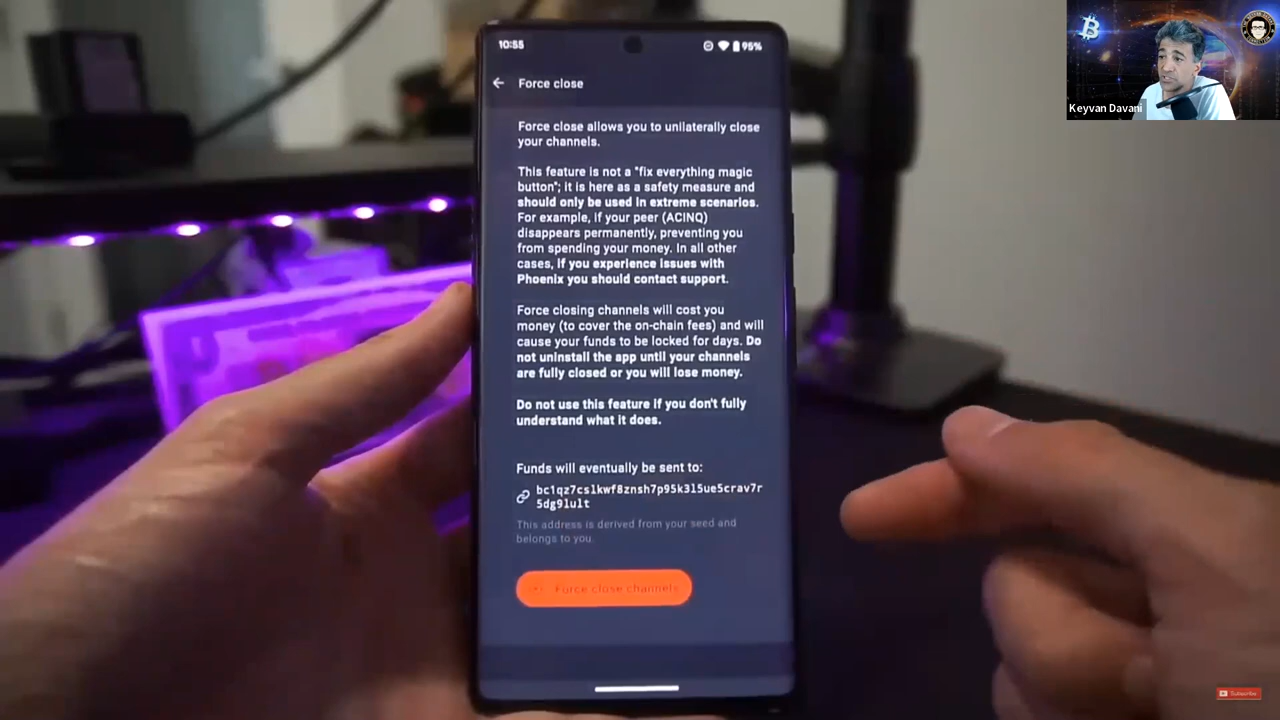 10:55
95%
Force close
Force close allows you to unilaterally close
your channels.
This feature is not a "fix everything magic
button"; it is here as a safety measure and
should only be used in extreme scenarios.
For example, if your peer (ACINQ)
disappears permanently, preventing you
from spending your money. In all other
cases, if you experience issues with
Phoenix you should contact support.
Force closing channels will cost you
money (to cover the on-chain fees) and will
cause your funds to be locked for days. Do
not uninstall the app until your channels
are fully closed or you will lose money.
Do not use this feature if you don't fully
understand what it does.
Funds will eventually be sent to:
bc1qz7cslkwf8znsh7p95k3l5ue5crav7r
5dg9lult
This address is derived from your seed and
belongs to you.
Force close channels
Keyvan Davani
Subscribe